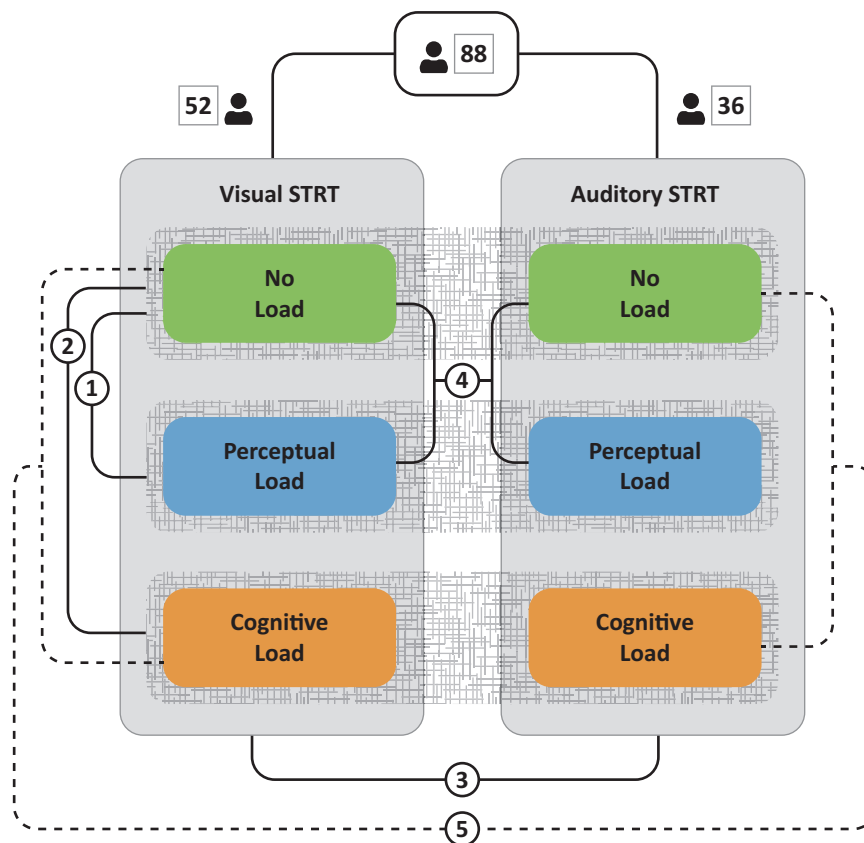 88
52
36
Visual STRT
Auditory STRT
No
Load
No
Load
2
1
4
Perceptual
Load
Perceptual
Load
Cognitive
Load
Cognitive
Load
3
5